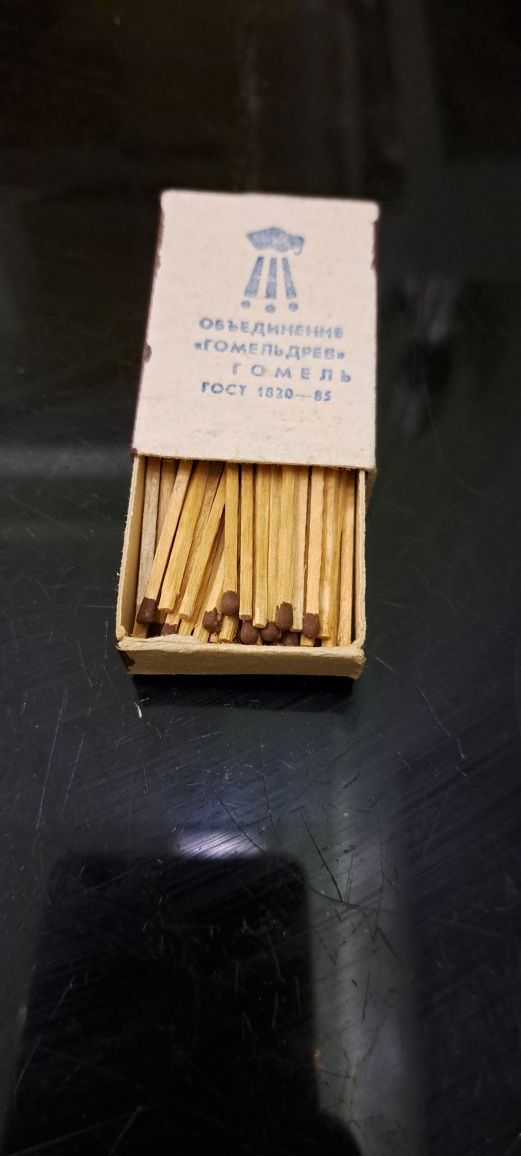 ОБЪЕДИНЕНИЕ
«ГОМЕЛЬДРЕВ»
ГОМЕЛЬ
ГОСТ 1820—85